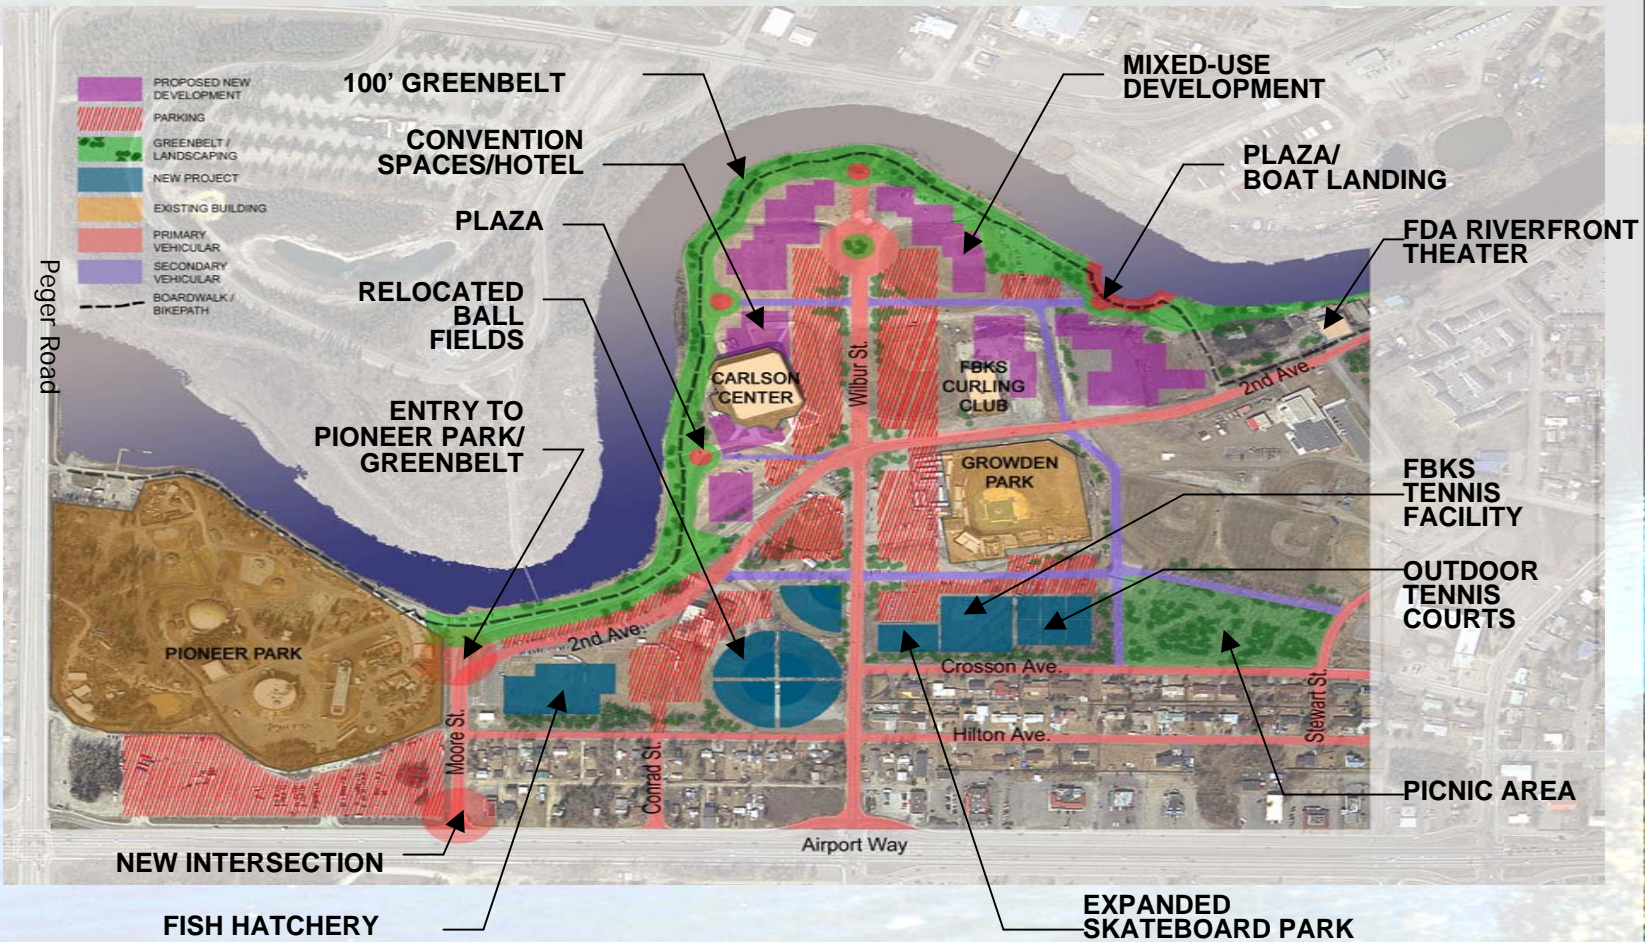 PROPOSED NEW
DEVELOPMENT
PARKING
GREENBELT /
LANDSCAPING
NEW PROJECT
EXISTING BUILDING
PRIMARY
VEHICULAR
SECONDARY
VEHICULAR
BOARDWALK /
BIKEPATH
100' GREENBELT
CONVENTION
SPACES/HOTEL
PLAZA
RELOCATED
BALL
FIELDS
ENTRY TO
PIONEER PARK/
GREENBELT
MIXED-USE
DEVELOPMENT
PLAZA/
BOAT LANDING
FDA RIVERFRONT
THEATER
Peger Road
CARLSON
CENTER
Wilbur St.
FBKS
CURLING
CLUB
2nd Ave.
GROWDEN
PARK
FBKS
TENNIS
FACILITY
OUTDOOR
TENNIS
COURTS
PIONEER PARK
2nd Ave.
Crosson Ave.
Moore St.
Conrad St.
Hilton Ave.
Stewart St.
PICNIC AREA
Airport Way
NEW INTERSECTION
FISH HATCHERY
EXPANDED
SKATEBOARD PARK